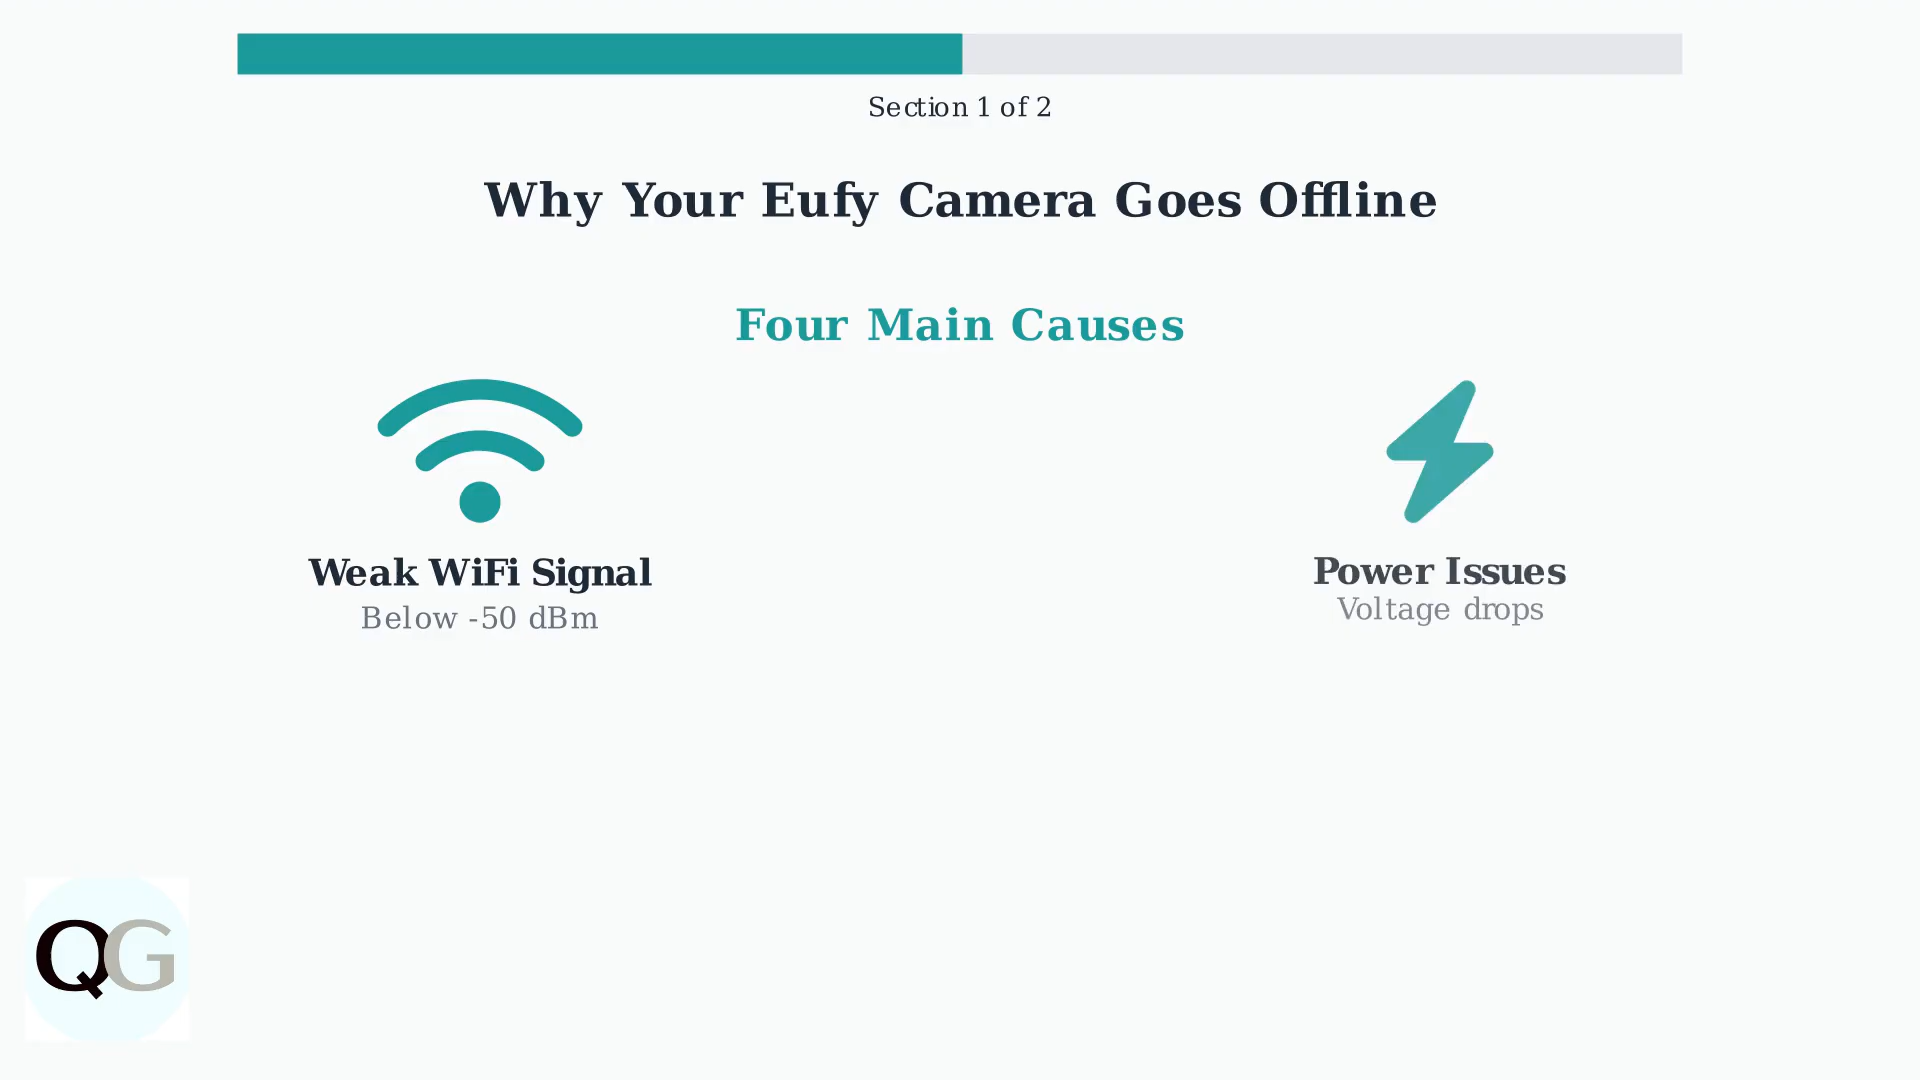 Section 1 of 2
Why Your Eufy Camera Goes Offline
Four Main Causes
Weak WiFi Signal
Below -50 dBm
Power Issues
Voltage drops
QG